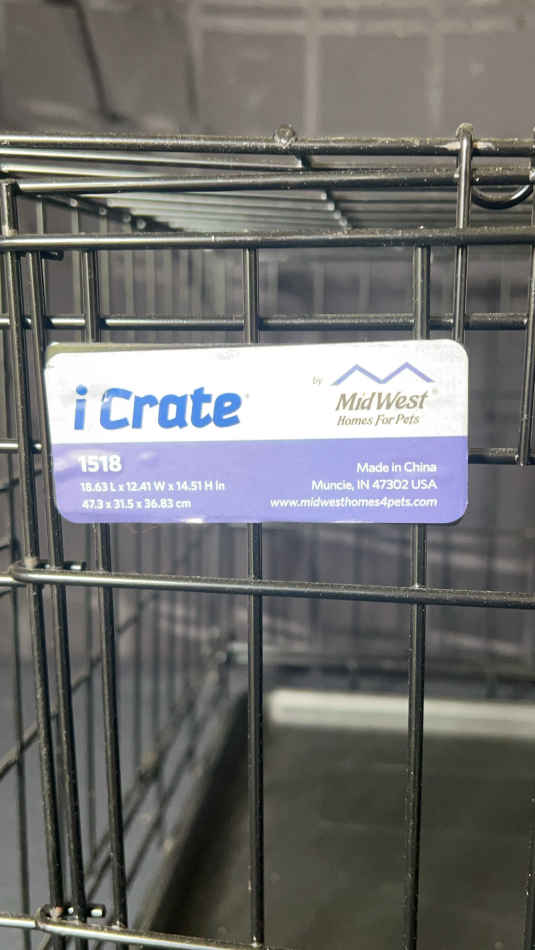 iCrate
by MidWest®
Homes For Pets
1518
18.63 L x 12.41 W x 14.51 H in
47.3 x 31.5 x 36.83 cm
Made in China
Muncie, IN 47302 USA
www.midwesthomes4pets.com